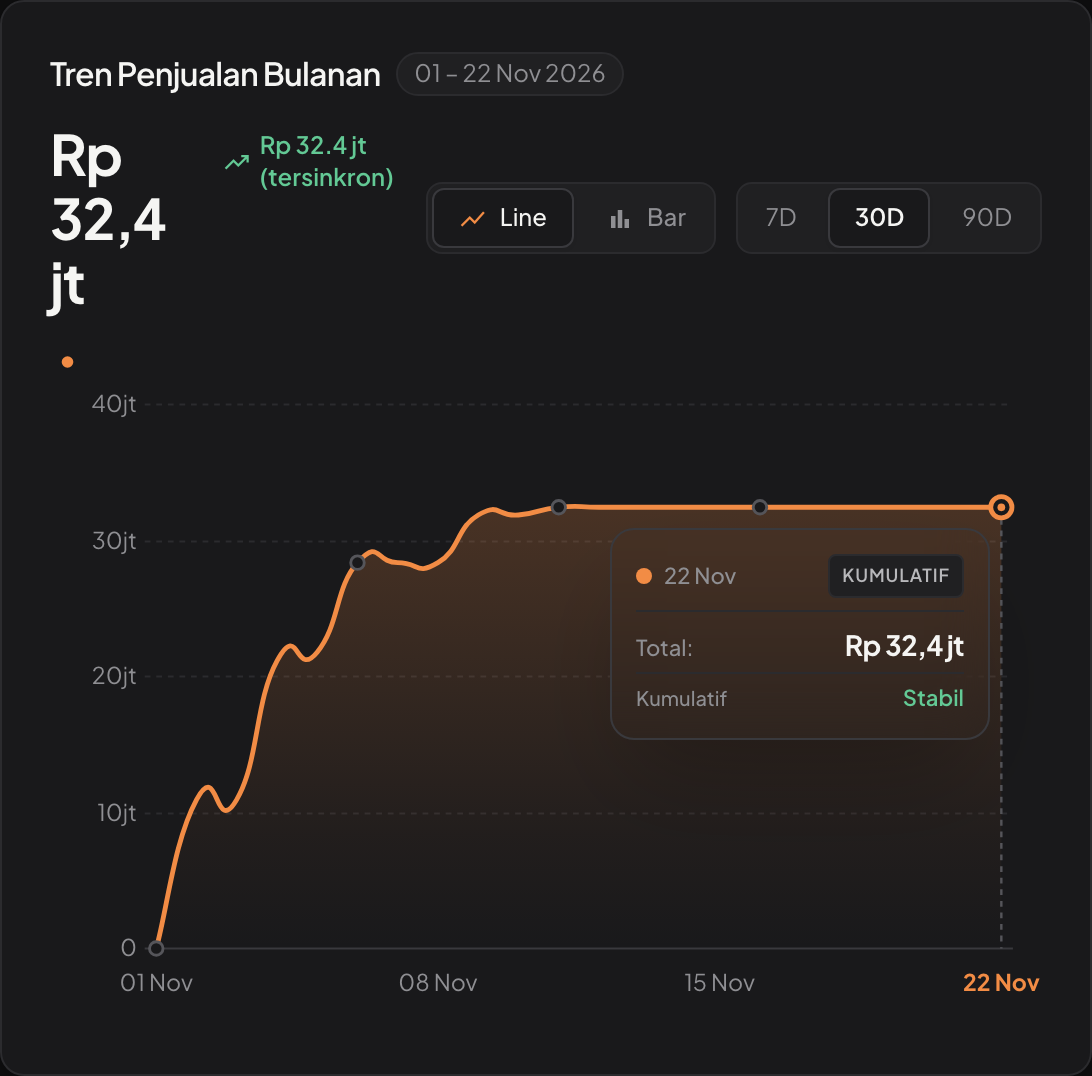 Tren Penjualan Bulanan
01 – 22 Nov 2026
Rp
32,4
jt
Rp 32.4 jt
(tersinkron)
Line
Bar
7D
30D
90D
40jt
30jt
20jt
10jt
0
22 Nov
KUMULATIF
Total:
Rp 32,4 jt
Kumulatif
Stabil
01 Nov
08 Nov
15 Nov
22 Nov